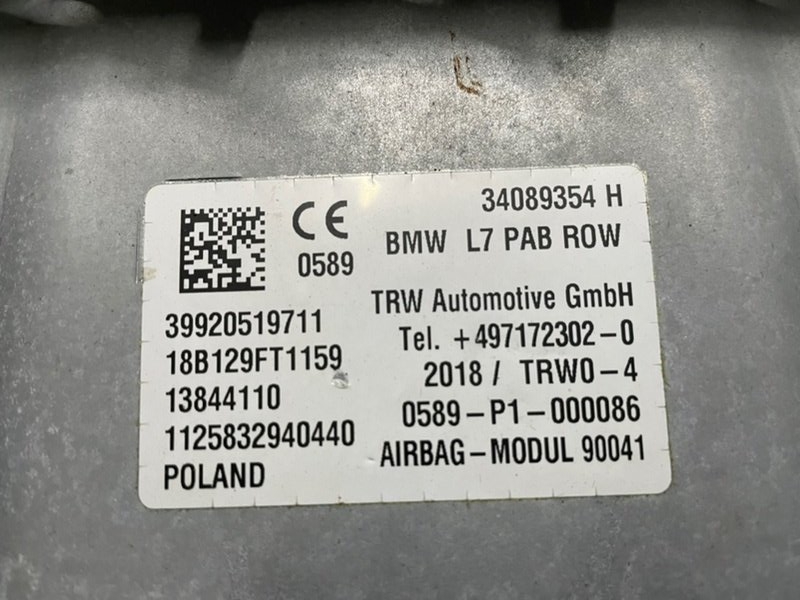 34089354 H
CE
BMW L7 PAB ROW
0589
TRW Automotive GmbH
39920519711
Tel. +497172302-0
18B129FT1159
2018 / TRW0-4
13844110
0589-P1-000086
1125832940440
AIRBAG-MODUL 90041
POLAND